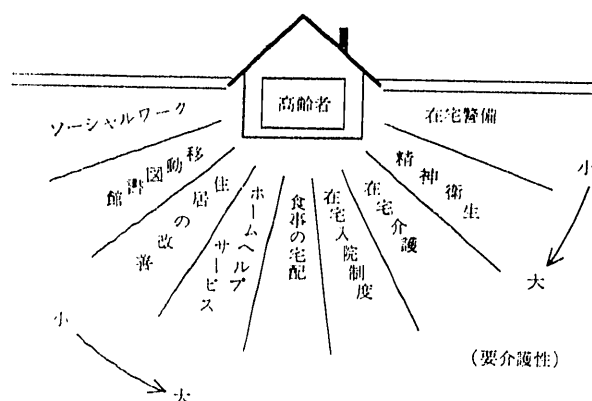 高齢者
ソーシャルワーク
移動図書館
住居の改善
ホームヘルプ
サービス
食事の宅配
在宅入院制度
在宅介護
精神衛生
在宅警備
小
大
小
大
(要介護性)